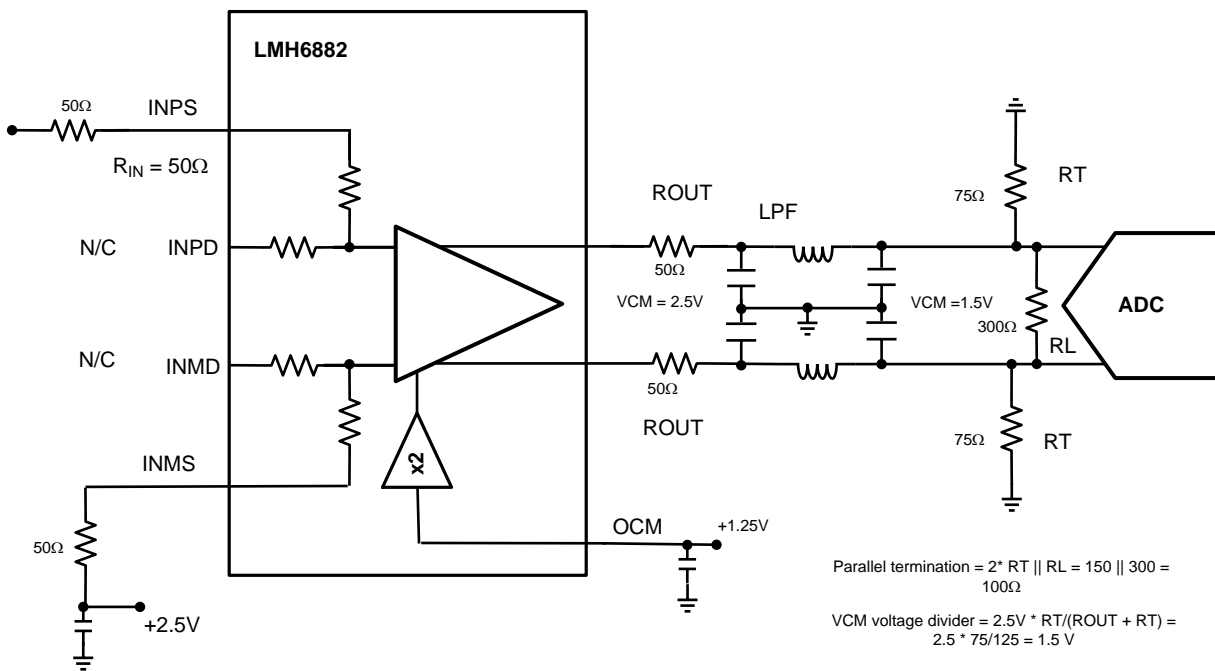 LMH6882
50Ω
INPS
RIN = 50Ω
N/C
INPD
N/C
INMD
INMS
50Ω
+2.5V
x2
OCM
+1.25V
ROUT
50Ω
LPF
VCM = 2.5V
VCM =1.5V
50Ω
ROUT
75Ω
RT
300Ω
RL
ADC
75Ω
RT
Parallel termination = 2* RT || RL = 150 || 300 =
100Ω
VCM voltage divider = 2.5V * RT/(ROUT + RT) =
2.5 * 75/125 = 1.5 V